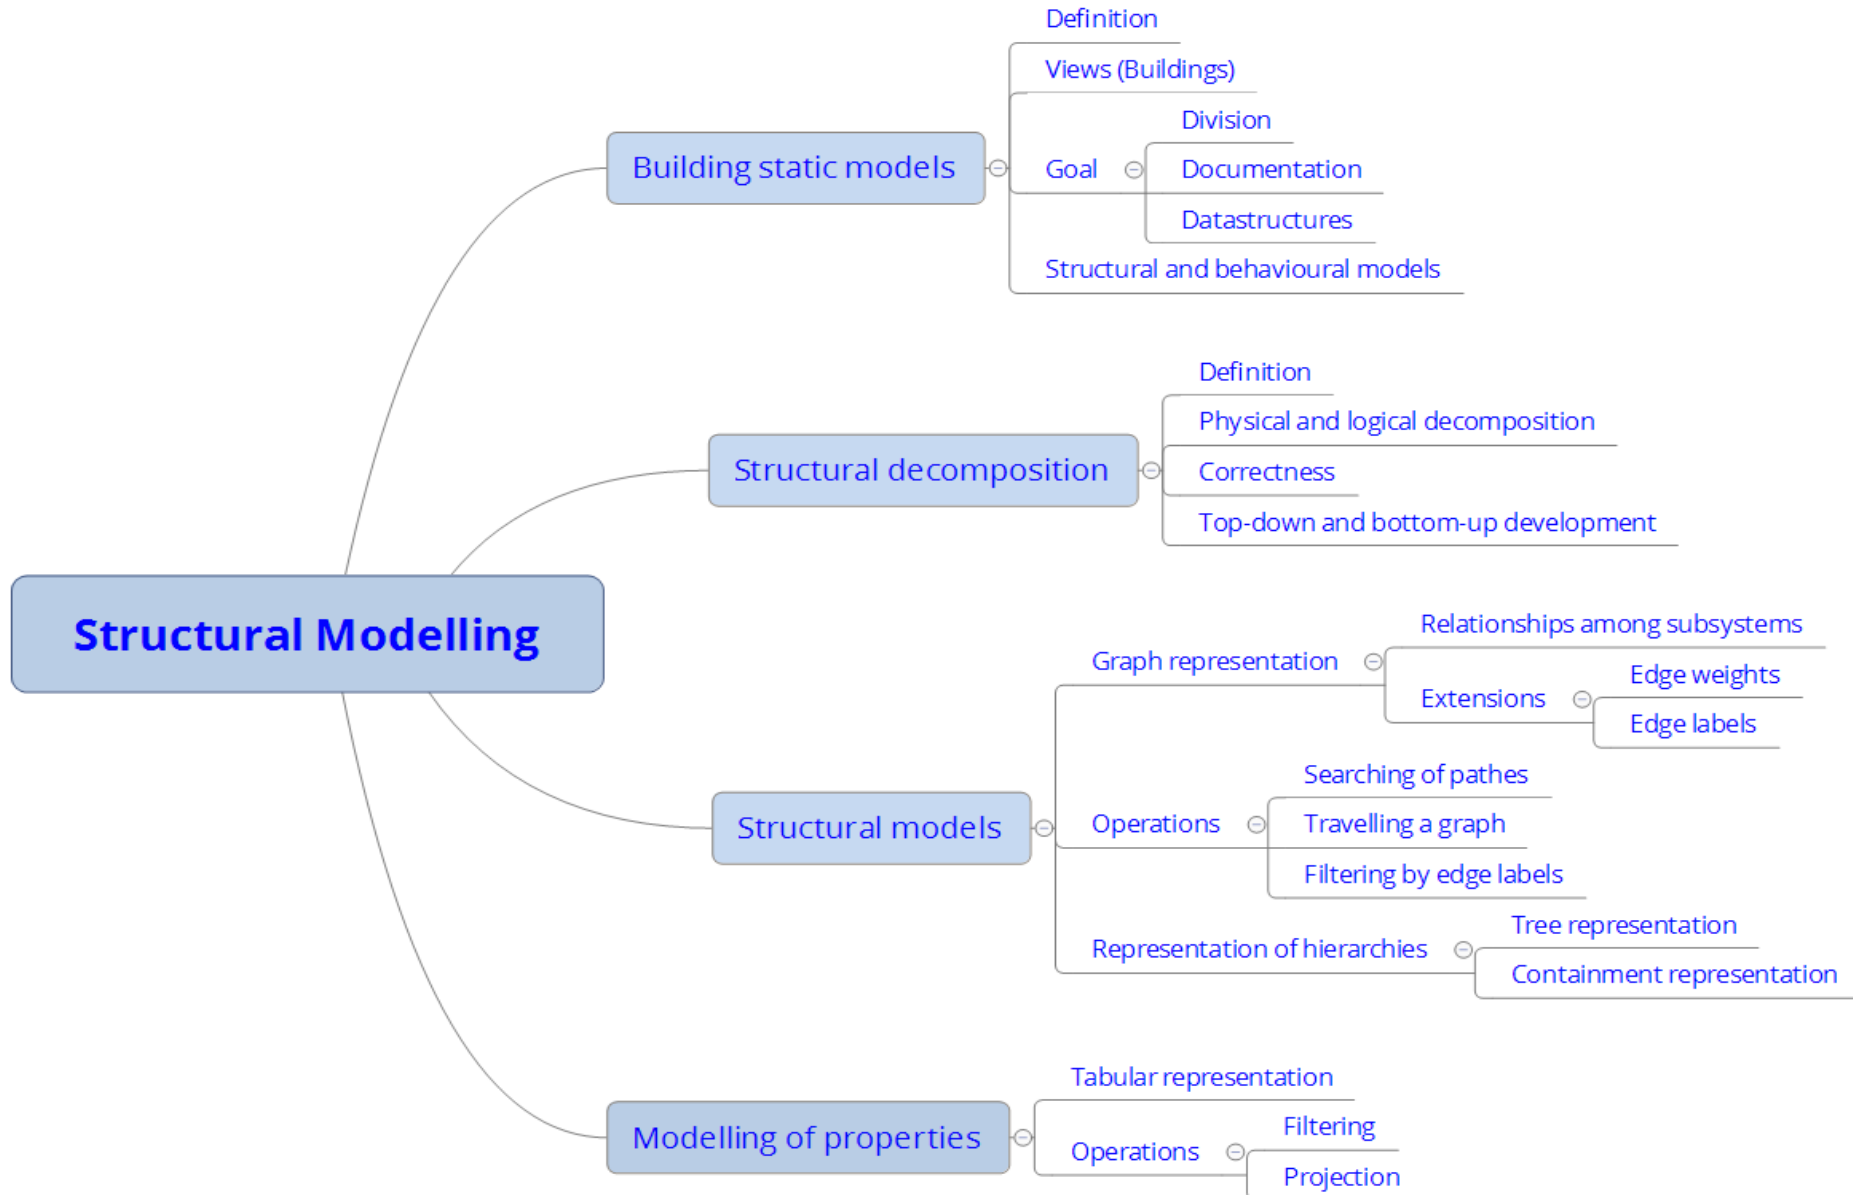 Structural Modelling
Building static models
Definition
Views (Buildings)
Goal
Division
Documentation
Datastructures
Structural and behavioural models
Structural decomposition
Definition
Physical and logical decomposition
Correctness
Top-down and bottom-up development
Structural models
Graph representation
Relationships among subsystems
Extensions
Edge weights
Edge labels
Operations
Searching of pathes
Travelling a graph
Filtering by edge labels
Representation of hierarchies
Tree representation
Containment representation
Modelling of properties
Tabular representation
Operations
Filtering
Projection